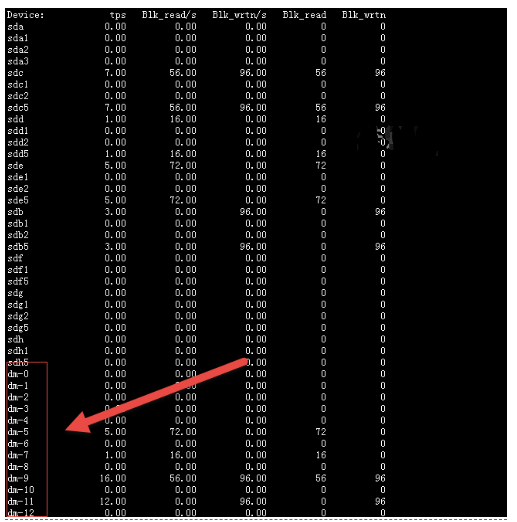 Device: tps Blk_read/s Blk_wrtn/s Blk_read Blk_wrtn
sda 0.00 0.00 0.00 0 0
sda1 0.00 0.00 0.00 0 0
sda2 0.00 0.00 0.00 0 0
sda3 0.00 0.00 0.00 0 0
sdc 7.00 56.00 96.00 56 96
sdc1 0.00 0.00 0.00 0 0
sdc2 0.00 0.00 0.00 0 0
sdc5 7.00 56.00 96.00 56 96
sdd 1.00 16.00 0.00 16 0
sdd1 0.00 0.00 0.00 0 0
sdd2 0.00 0.00 0.00 0 0
sdd5 1.00 16.00 0.00 16 0
sde 5.00 72.00 0.00 72 0
sde1 0.00 0.00 0.00 0 0
sde2 0.00 0.00 0.00 0 0
sde5 5.00 72.00 0.00 72 0
sdb 3.00 0.00 96.00 0 96
sdb1 0.00 0.00 0.00 0 0
sdb2 0.00 0.00 0.00 0 0
sdb5 3.00 0.00 96.00 0 96
sdf 0.00 0.00 0.00 0 0
sdf1 0.00 0.00 0.00 0 0
sdf5 0.00 0.00 0.00 0 0
sdg 0.00 0.00 0.00 0 0
sdg1 0.00 0.00 0.00 0 0
sdg2 0.00 0.00 0.00 0 0
sdg5 0.00 0.00 0.00 0 0
sdh 0.00 0.00 0.00 0 0
sdh1 0.00 0.00 0.00 0 0
sdh5 0.00 0.00 0.00 0 0
dm-0 0.00 0.00 0.00 0 0
dm-1 0.00 0.00 0.00 0 0
dm-2 0.00 0.00 0.00 0 0
dm-3 0.00 0.00 0.00 0 0
dm-4 0.00 0.00 0.00 0 0
dm-5 5.00 72.00 0.00 72 0
dm-6 0.00 0.00 0.00 0 0
dm-7 1.00 16.00 0.00 16 0
dm-8 0.00 0.00 0.00 0 0
dm-9 16.00 56.00 96.00 56 96
dm-10 0.00 0.00 0.00 0 0
dm-11 12.00 0.00 96.00 0 96
dm-12 0.00 0.00 0.00 0 0